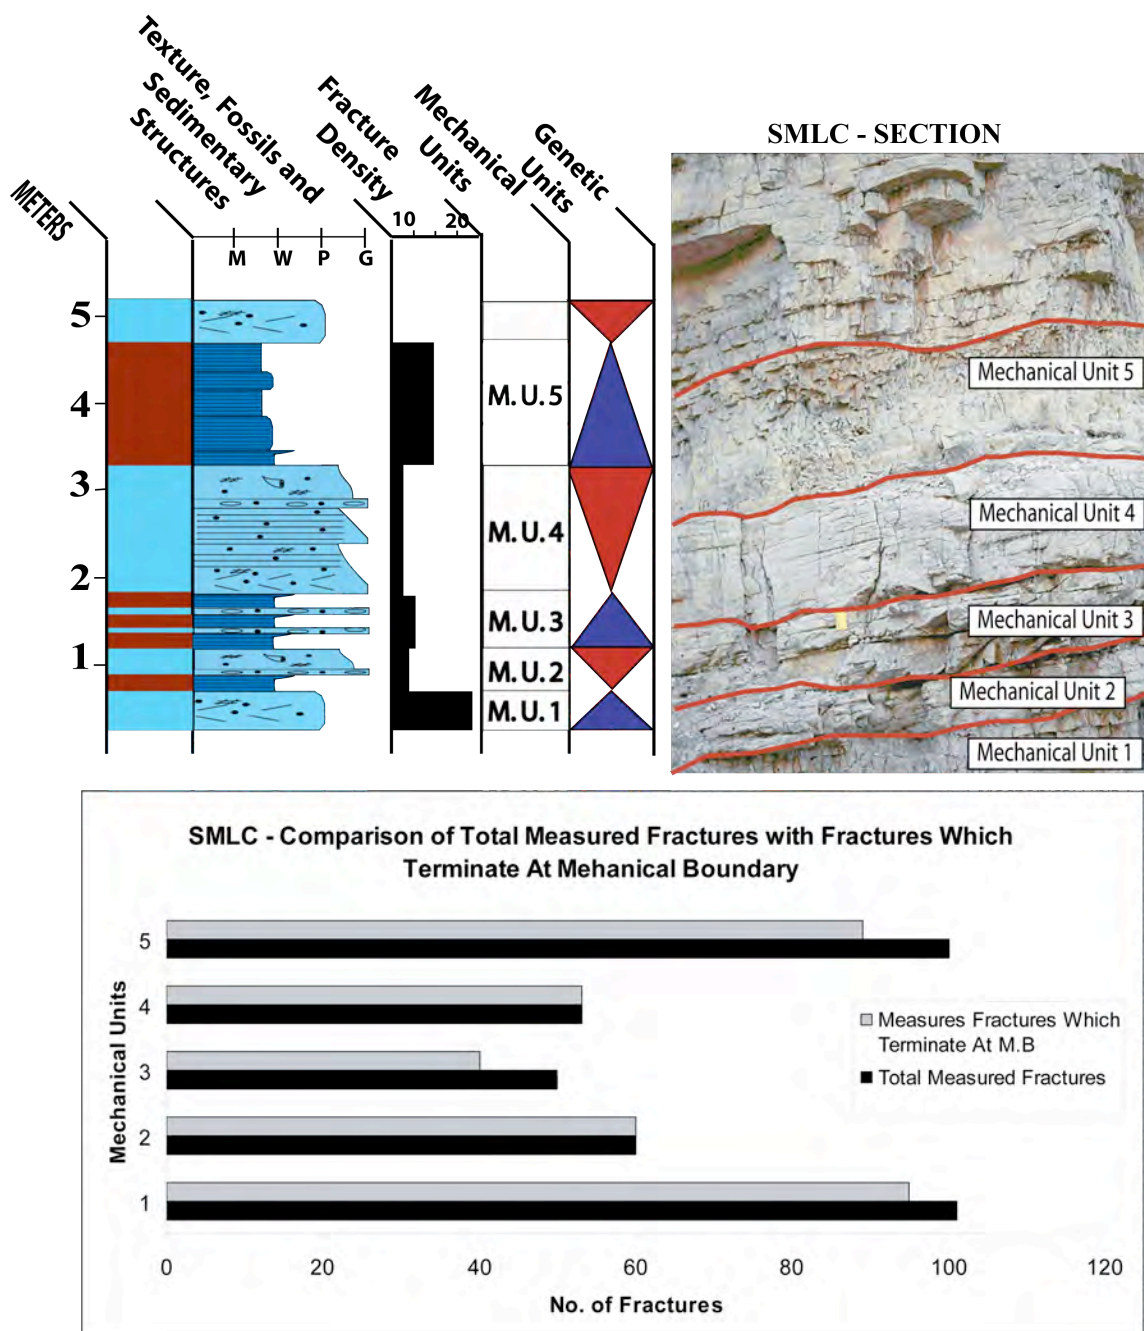 METERS
Texture, Fossils and
Sedimentary
Structures
Fracture
Density
Mechanical
Units
Genetic
Units
M W P G
10 20
5
4
3
2
1
M.U.5
M.U.4
M.U.3
M.U.2
M.U.1
SMLC - SECTION
Mechanical Unit 5
Mechanical Unit 4
Mechanical Unit 3
Mechanical Unit 2
Mechanical Unit 1
SMLC - Comparison of Total Measured Fractures with Fractures Which
Terminate At Mehanical Boundary
Mechanical Units
5
4
3
2
1
Measures Fractures Which
Terminate At M.B
Total Measured Fractures
0 20 40 60 80 100 120
No. of Fractures